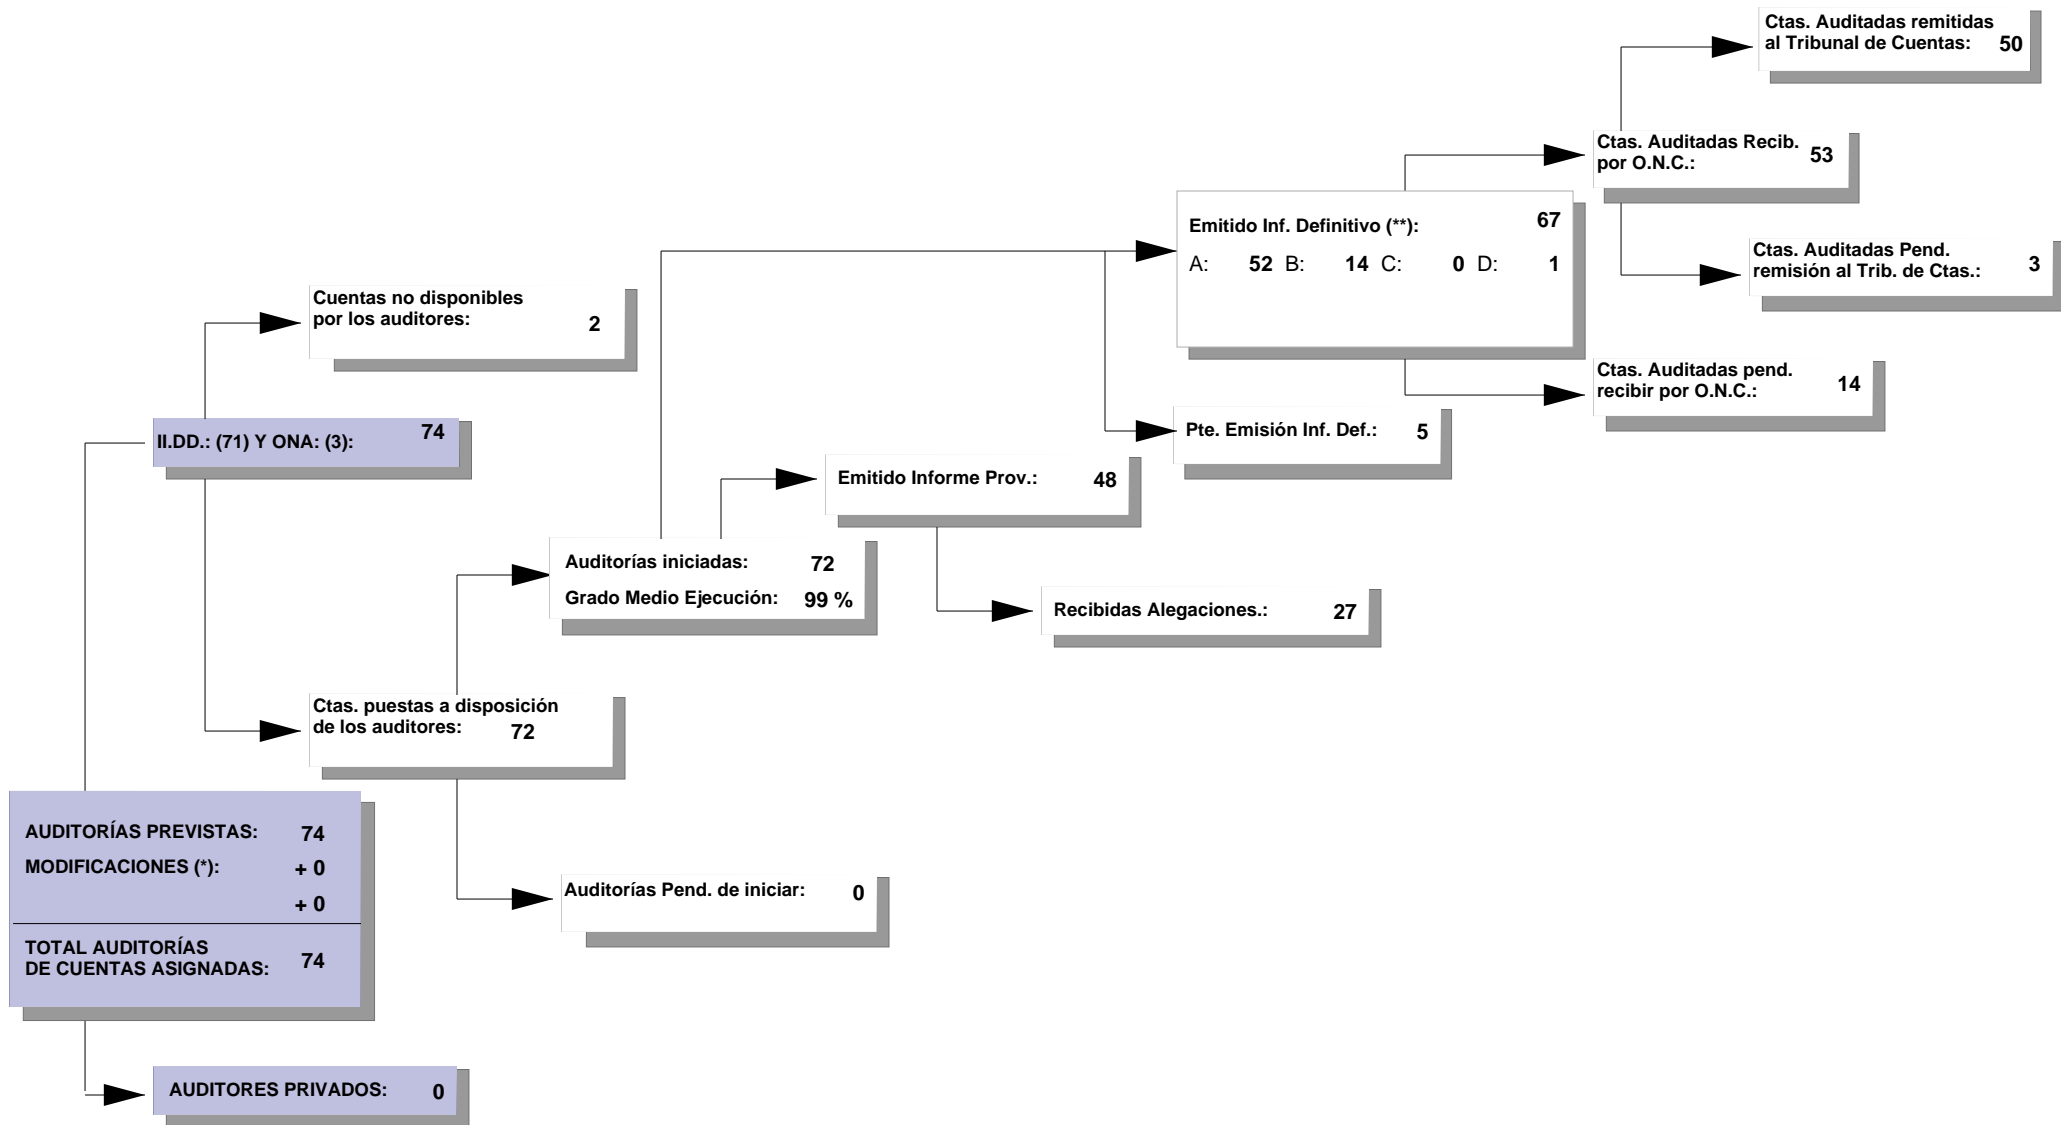 Ctas. Auditadas remitidas
al Tribunal de Cuentas: 50
Ctas. Auditadas Recib.
por O.N.C.: 53
Emitido Inf. Definitivo (**): 67
A: 52 B: 14 C: 0 D: 1
Ctas. Auditadas Pend.
remisión al Trib. de Ctas.: 3
Cuentas no disponibles
por los auditores: 2
Ctas. Auditadas pend.
recibir por O.N.C.: 14
II.DD.: (71) Y ONA: (3): 74
Pte. Emisión Inf. Def.: 5
Emitido Informe Prov.: 48
Auditorías iniciadas: 72
Grado Medio Ejecución: 99 %
Recibidas Alegaciones.: 27
Ctas. puestas a disposición
de los auditores: 72
AUDITORÍAS PREVISTAS: 74
MODIFICACIONES (*): + 0
+ 0
Auditorías Pend. de iniciar: 0
TOTAL AUDITORÍAS
DE CUENTAS ASIGNADAS: 74
AUDITORES PRIVADOS: 0